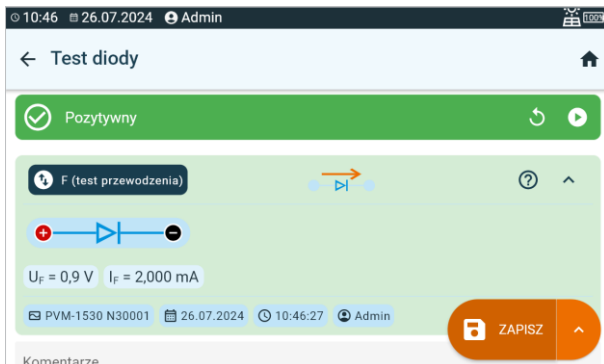 10:46 26.07.2024 Admin 100%
Test diody
Pozytywny
F (test przewodzenia)
UF = 0,9 V IF = 2,000 mA
PVM-1530 N30001 26.07.2024 10:46:27 Admin
ZAPISZ
Komentarze